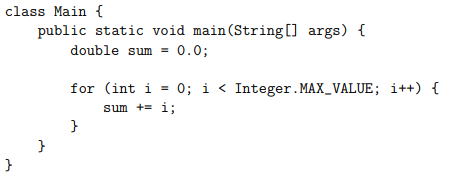 class Main {
    public static void main(String[] args) {
        double sum = 0.0;

        for (int i = 0; i < Integer.MAX_VALUE; i++) {
            sum += i;
        }
    }
}